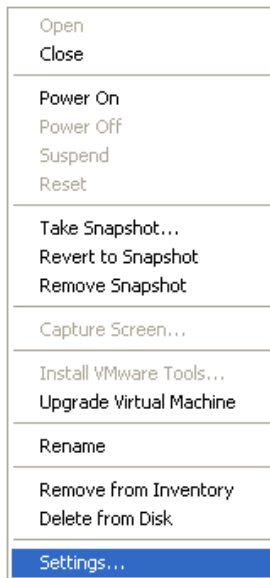 Open
Close
Power On
Power Off
Suspend
Reset
Take Snapshot...
Revert to Snapshot
Remove Snapshot
Capture Screen...
Install VMware Tools...
Upgrade Virtual Machine
Rename
Remove from Inventory
Delete from Disk
Settings...